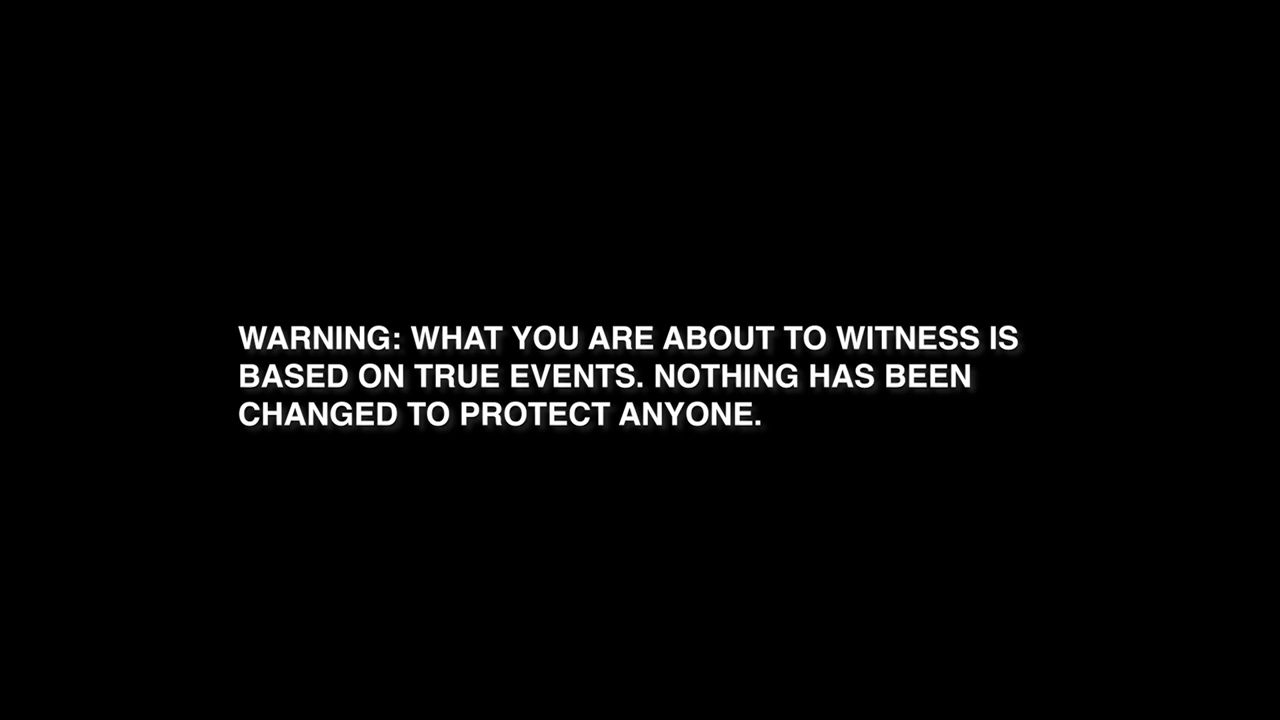 WARNING: WHAT YOU ARE ABOUT TO WITNESS IS
BASED ON TRUE EVENTS. NOTHING HAS BEEN
CHANGED TO PROTECT ANYONE.